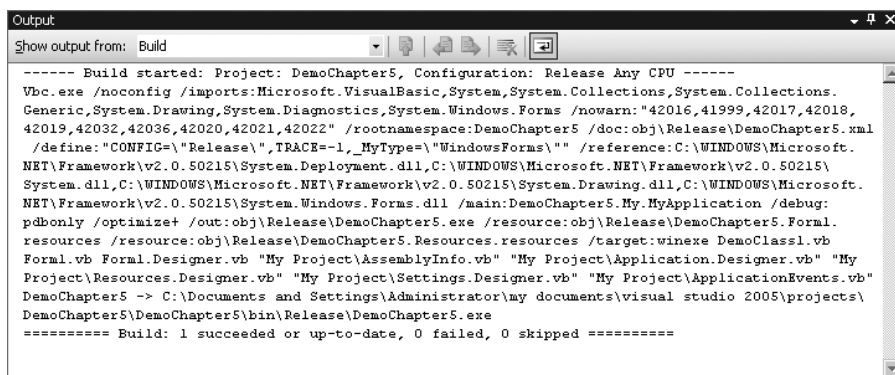 Output
Show output from: Build
------ Build started: Project: DemoChapter5, Configuration: Release Any CPU ------
Vbc.exe /noconfig /imports:Microsoft.VisualBasic,System,System.Collections,System.Collections.
Generic,System.Drawing,System.Diagnostics,System.Windows.Forms /nowarn:"42016,41999,42017,42018,
42019,42032,42036,42020,42021,42022" /rootnamespace:DemoChapter5 /doc:obj\Release\DemoChapter5.xml
/define:"CONFIG=\"Release\",TRACE=-1,_MyType=\"WindowsForms\"" /reference:C:\WINDOWS\Microsoft.
NET\Framework\v2.0.50215\System.Deployment.dll,C:\WINDOWS\Microsoft.NET\Framework\v2.0.50215\
System.dll,C:\WINDOWS\Microsoft.NET\Framework\v2.0.50215\System.Drawing.dll,C:\WINDOWS\Microsoft.
NET\Framework\v2.0.50215\System.Windows.Forms.dll /main:DemoChapter5.My.MyApplication /debug:
pdbonly /optimize+ /out:obj\Release\DemoChapter5.exe /resource:obj\Release\DemoChapter5.Form1.
resources /resource:obj\Release\DemoChapter5.Resources.resources /target:winexe DemoClass1.vb
Form1.vb Form1.Designer.vb "My Project\AssemblyInfo.vb" "My Project\Application.Designer.vb" "My
Project\Resources.Designer.vb" "My Project\Settings.Designer.vb" "My Project\ApplicationEvents.vb"
DemoChapter5 -> C:\Documents and Settings\Administrator\my documents\visual studio 2005\projects\
DemoChapter5\DemoChapter5\bin\Release\DemoChapter5.exe
========== Build: 1 succeeded or up-to-date, 0 failed, 0 skipped ==========